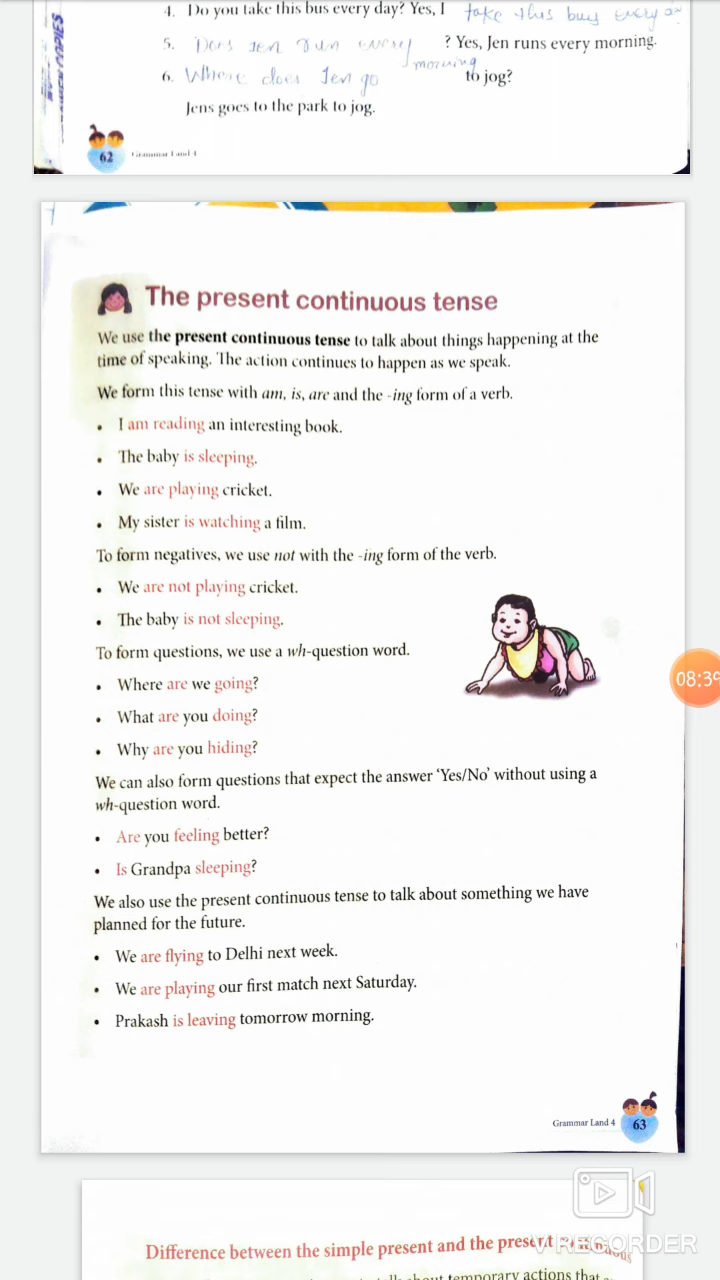 4. Do you take this bus every day? Yes, I take this bus every
5. Does Jen run every morning ? Yes, Jen runs every morning.
6. Where does Jen go to jog?
Jens goes to the park to jog.
62 Grammar Land 4
The present continuous tense
We use the present continuous tense to talk about things happening at the
time of speaking. The action continues to happen as we speak.
We form this tense with am, is, are and the -ing form of a verb.
• I am reading an interesting book.
• The baby is sleeping.
• We are playing cricket.
• My sister is watching a film.
To form negatives, we use not with the -ing form of the verb.
• We are not playing cricket.
• The baby is not sleeping.
To form questions, we use a wh-question word.
• Where are we going?
• What are you doing?
• Why are you hiding?
We can also form questions that expect the answer ‘Yes/No’ without using a
wh-question word.
• Are you feeling better?
• Is Grandpa sleeping?
We also use the present continuous tense to talk about something we have
planned for the future.
• We are flying to Delhi next week.
• We are playing our first match next Saturday.
• Prakash is leaving tomorrow morning.
08:39
Grammar Land 4 63
V RECORDER
Difference between the simple present and the present continuous
talk about temporary actions that